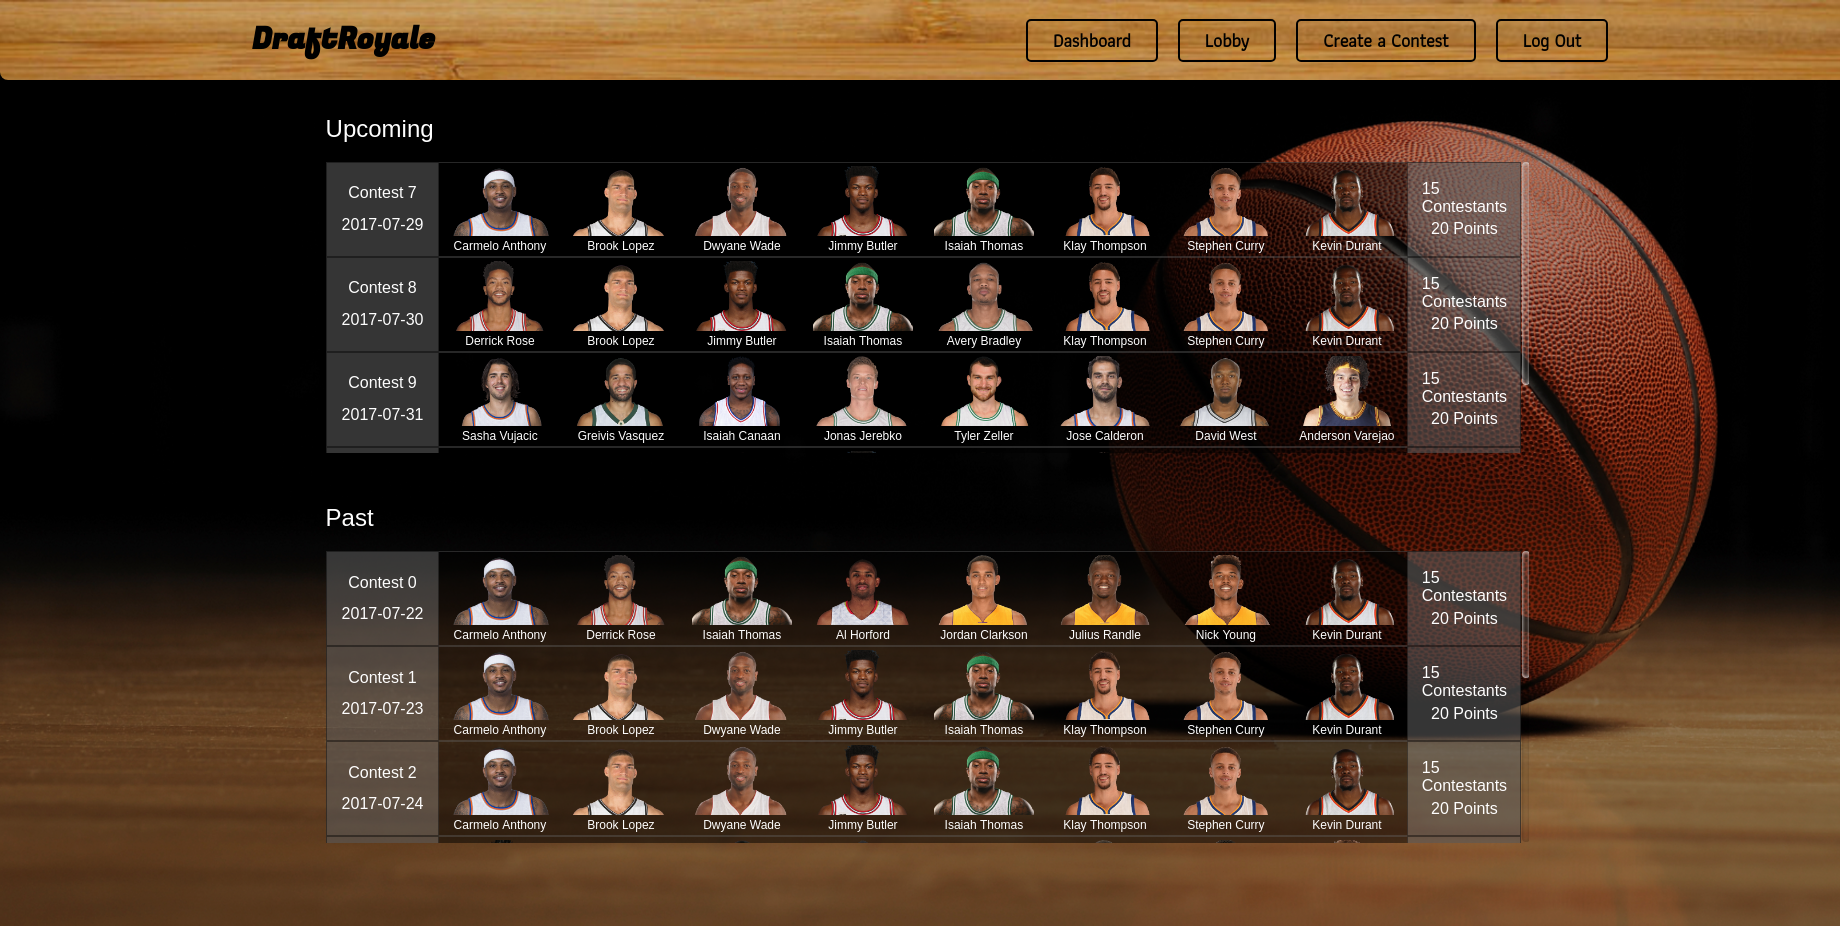 DraftRoyale
Dashboard
Lobby
Create a Contest
Log Out
Upcoming
Contest 7
2017-07-29
Carmelo Anthony
Brook Lopez
Dwyane Wade
Jimmy Butler
Isaiah Thomas
Klay Thompson
Stephen Curry
Kevin Durant
15
Contestants
20 Points
Contest 8
2017-07-30
Derrick Rose
Brook Lopez
Jimmy Butler
Isaiah Thomas
Avery Bradley
Klay Thompson
Stephen Curry
Kevin Durant
15
Contestants
20 Points
Contest 9
2017-07-31
Sasha Vujacic
Greivis Vasquez
Isaiah Canaan
Jonas Jerebko
Tyler Zeller
Jose Calderon
David West
Anderson Varejao
15
Contestants
20 Points
Past
Contest 0
2017-07-22
Carmelo Anthony
Derrick Rose
Isaiah Thomas
Al Horford
Jordan Clarkson
Julius Randle
Nick Young
Kevin Durant
15
Contestants
20 Points
Contest 1
2017-07-23
Carmelo Anthony
Brook Lopez
Dwyane Wade
Jimmy Butler
Isaiah Thomas
Klay Thompson
Stephen Curry
Kevin Durant
15
Contestants
20 Points
Contest 2
2017-07-24
Carmelo Anthony
Brook Lopez
Dwyane Wade
Jimmy Butler
Isaiah Thomas
Klay Thompson
Stephen Curry
Kevin Durant
15
Contestants
20 Points